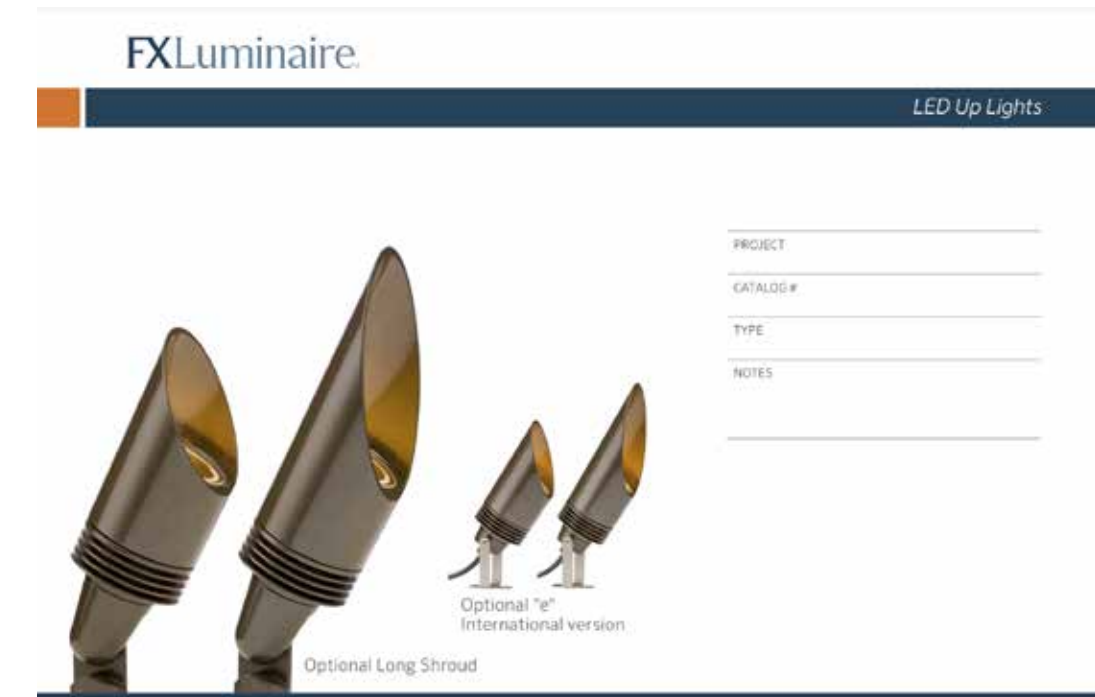 FXLuminaire
LED Up Lights
PROJECT
CATALOG #
TYPE
NOTES
Optional "e"
International version
Optional Long Shroud